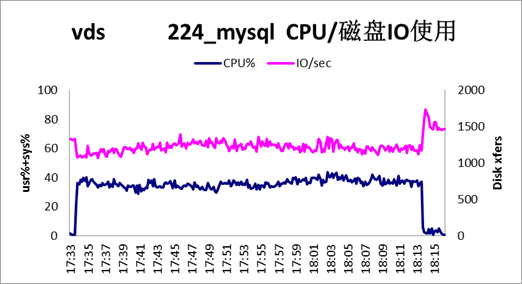 vds 224_mysql CPU/磁盘IO使用
CPU% IO/sec
usr%+sys%
100
80
60
40
20
0
2000
1500
1000
500
0
Disk xfers
17:33 17:35 17:37 17:39 17:41 17:43 17:45 17:47 17:49 17:51 17:53 17:55 17:57 17:59 18:01 18:03 18:05 18:07 18:09 18:11 18:13 18:15